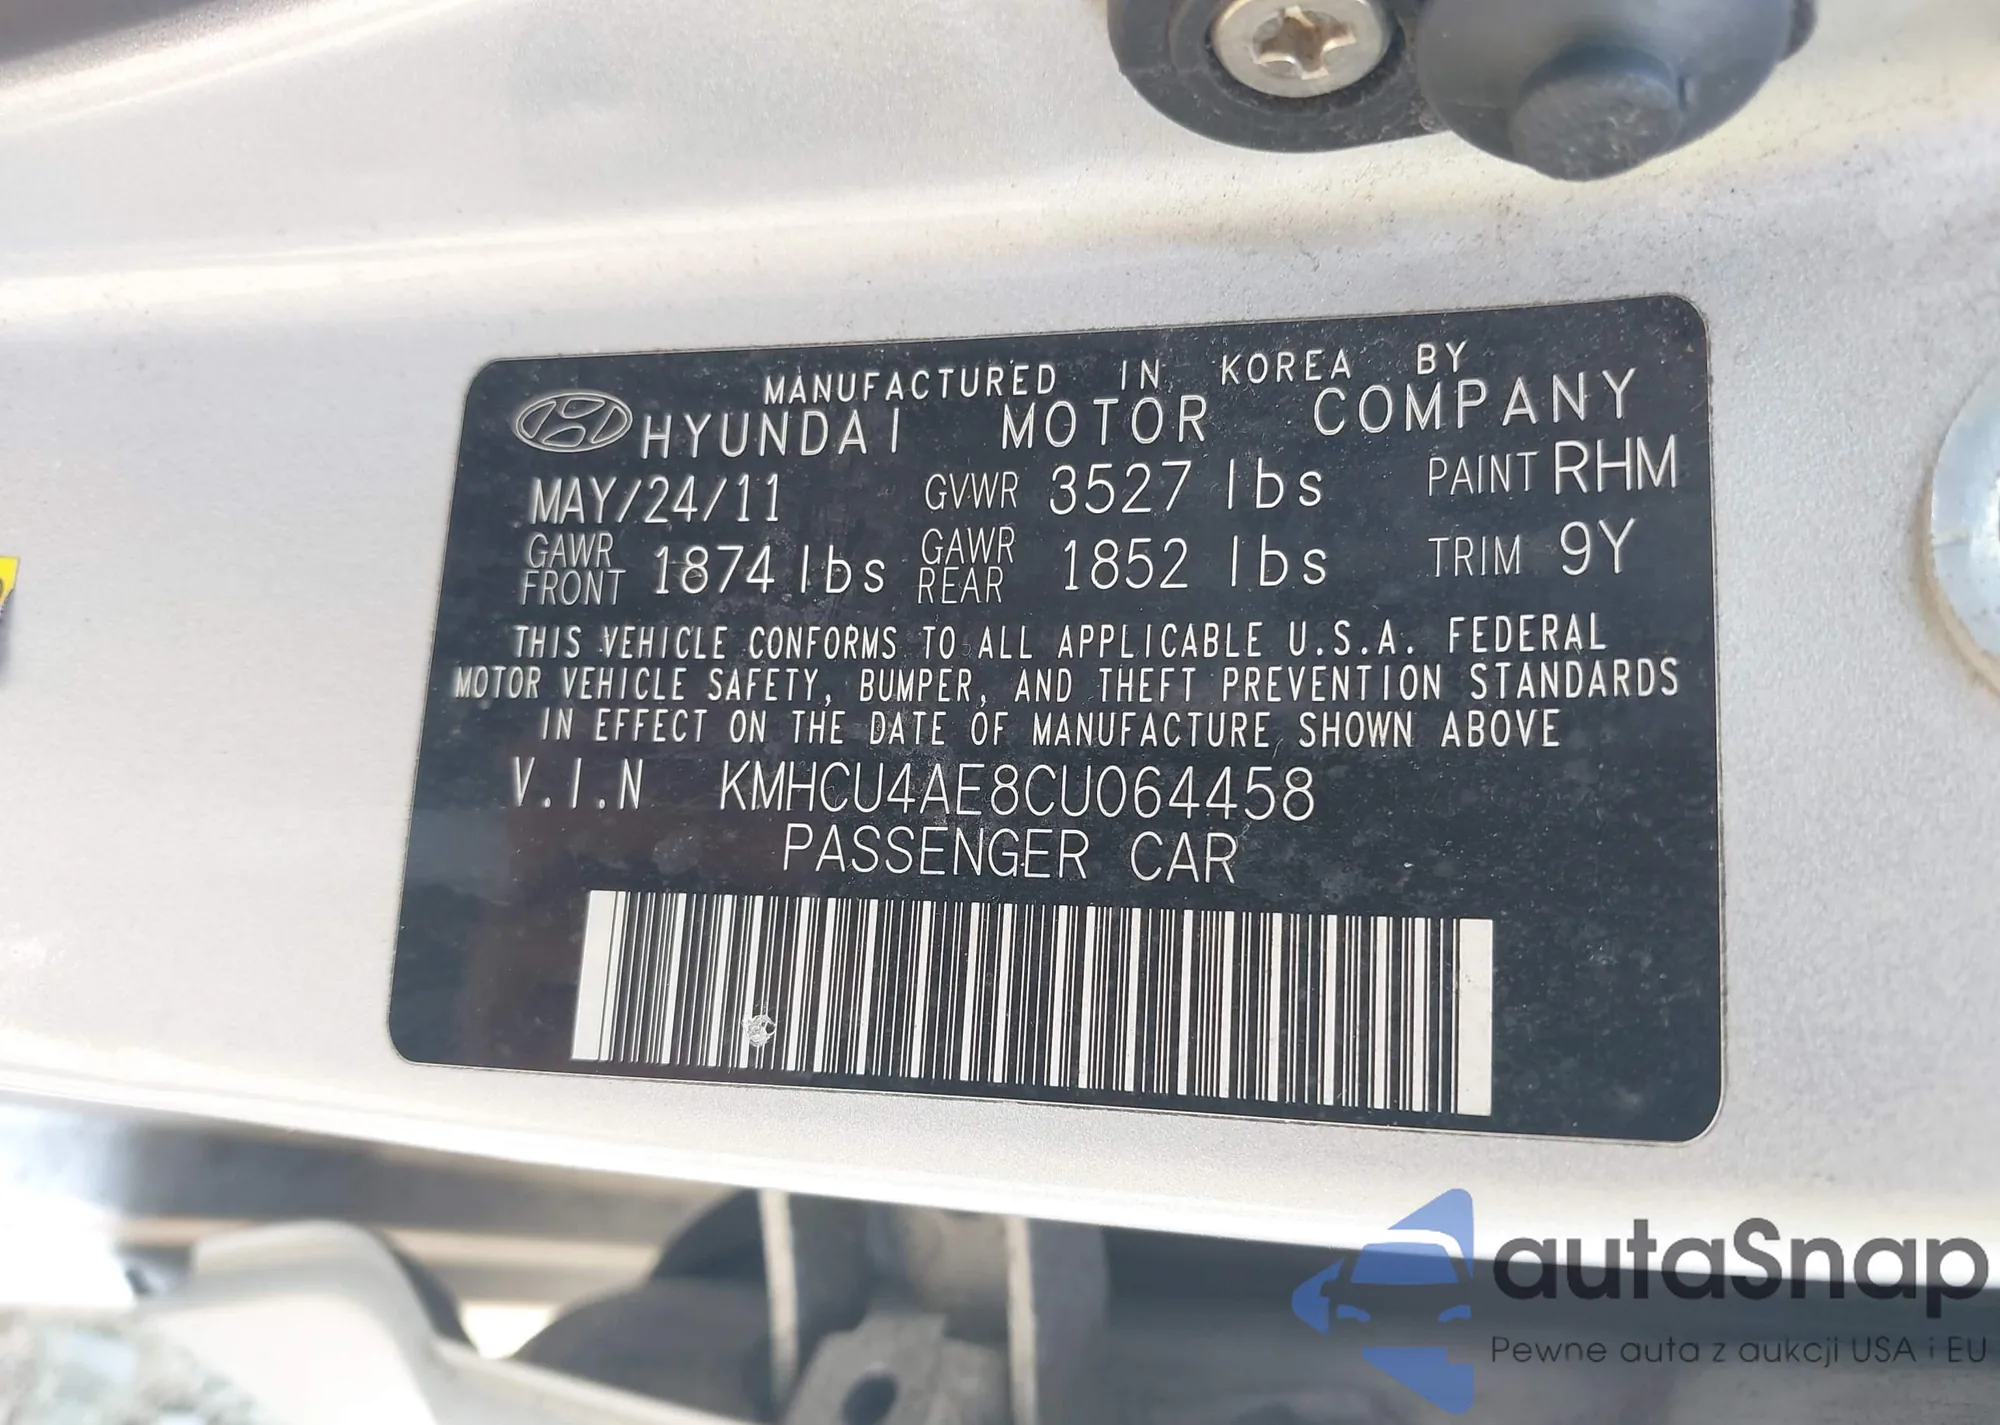 MANUFACTURED IN KOREA BY
HYUNDAI MOTOR COMPANY
MAY/24/11 GVWR 3527 lbs PAINT RHM
GAWR FRONT 1874 lbs GAWR REAR 1852 lbs TRIM 9Y
THIS VEHICLE CONFORMS TO ALL APPLICABLE U.S.A. FEDERAL
MOTOR VEHICLE SAFETY, BUMPER, AND THEFT PREVENTION STANDARDS
IN EFFECT ON THE DATE OF MANUFACTURE SHOWN ABOVE
V.I.N KMHCU4AE8CU064458
PASSENGER CAR
autaSnap
Pewne auta z aukcji USA i EU